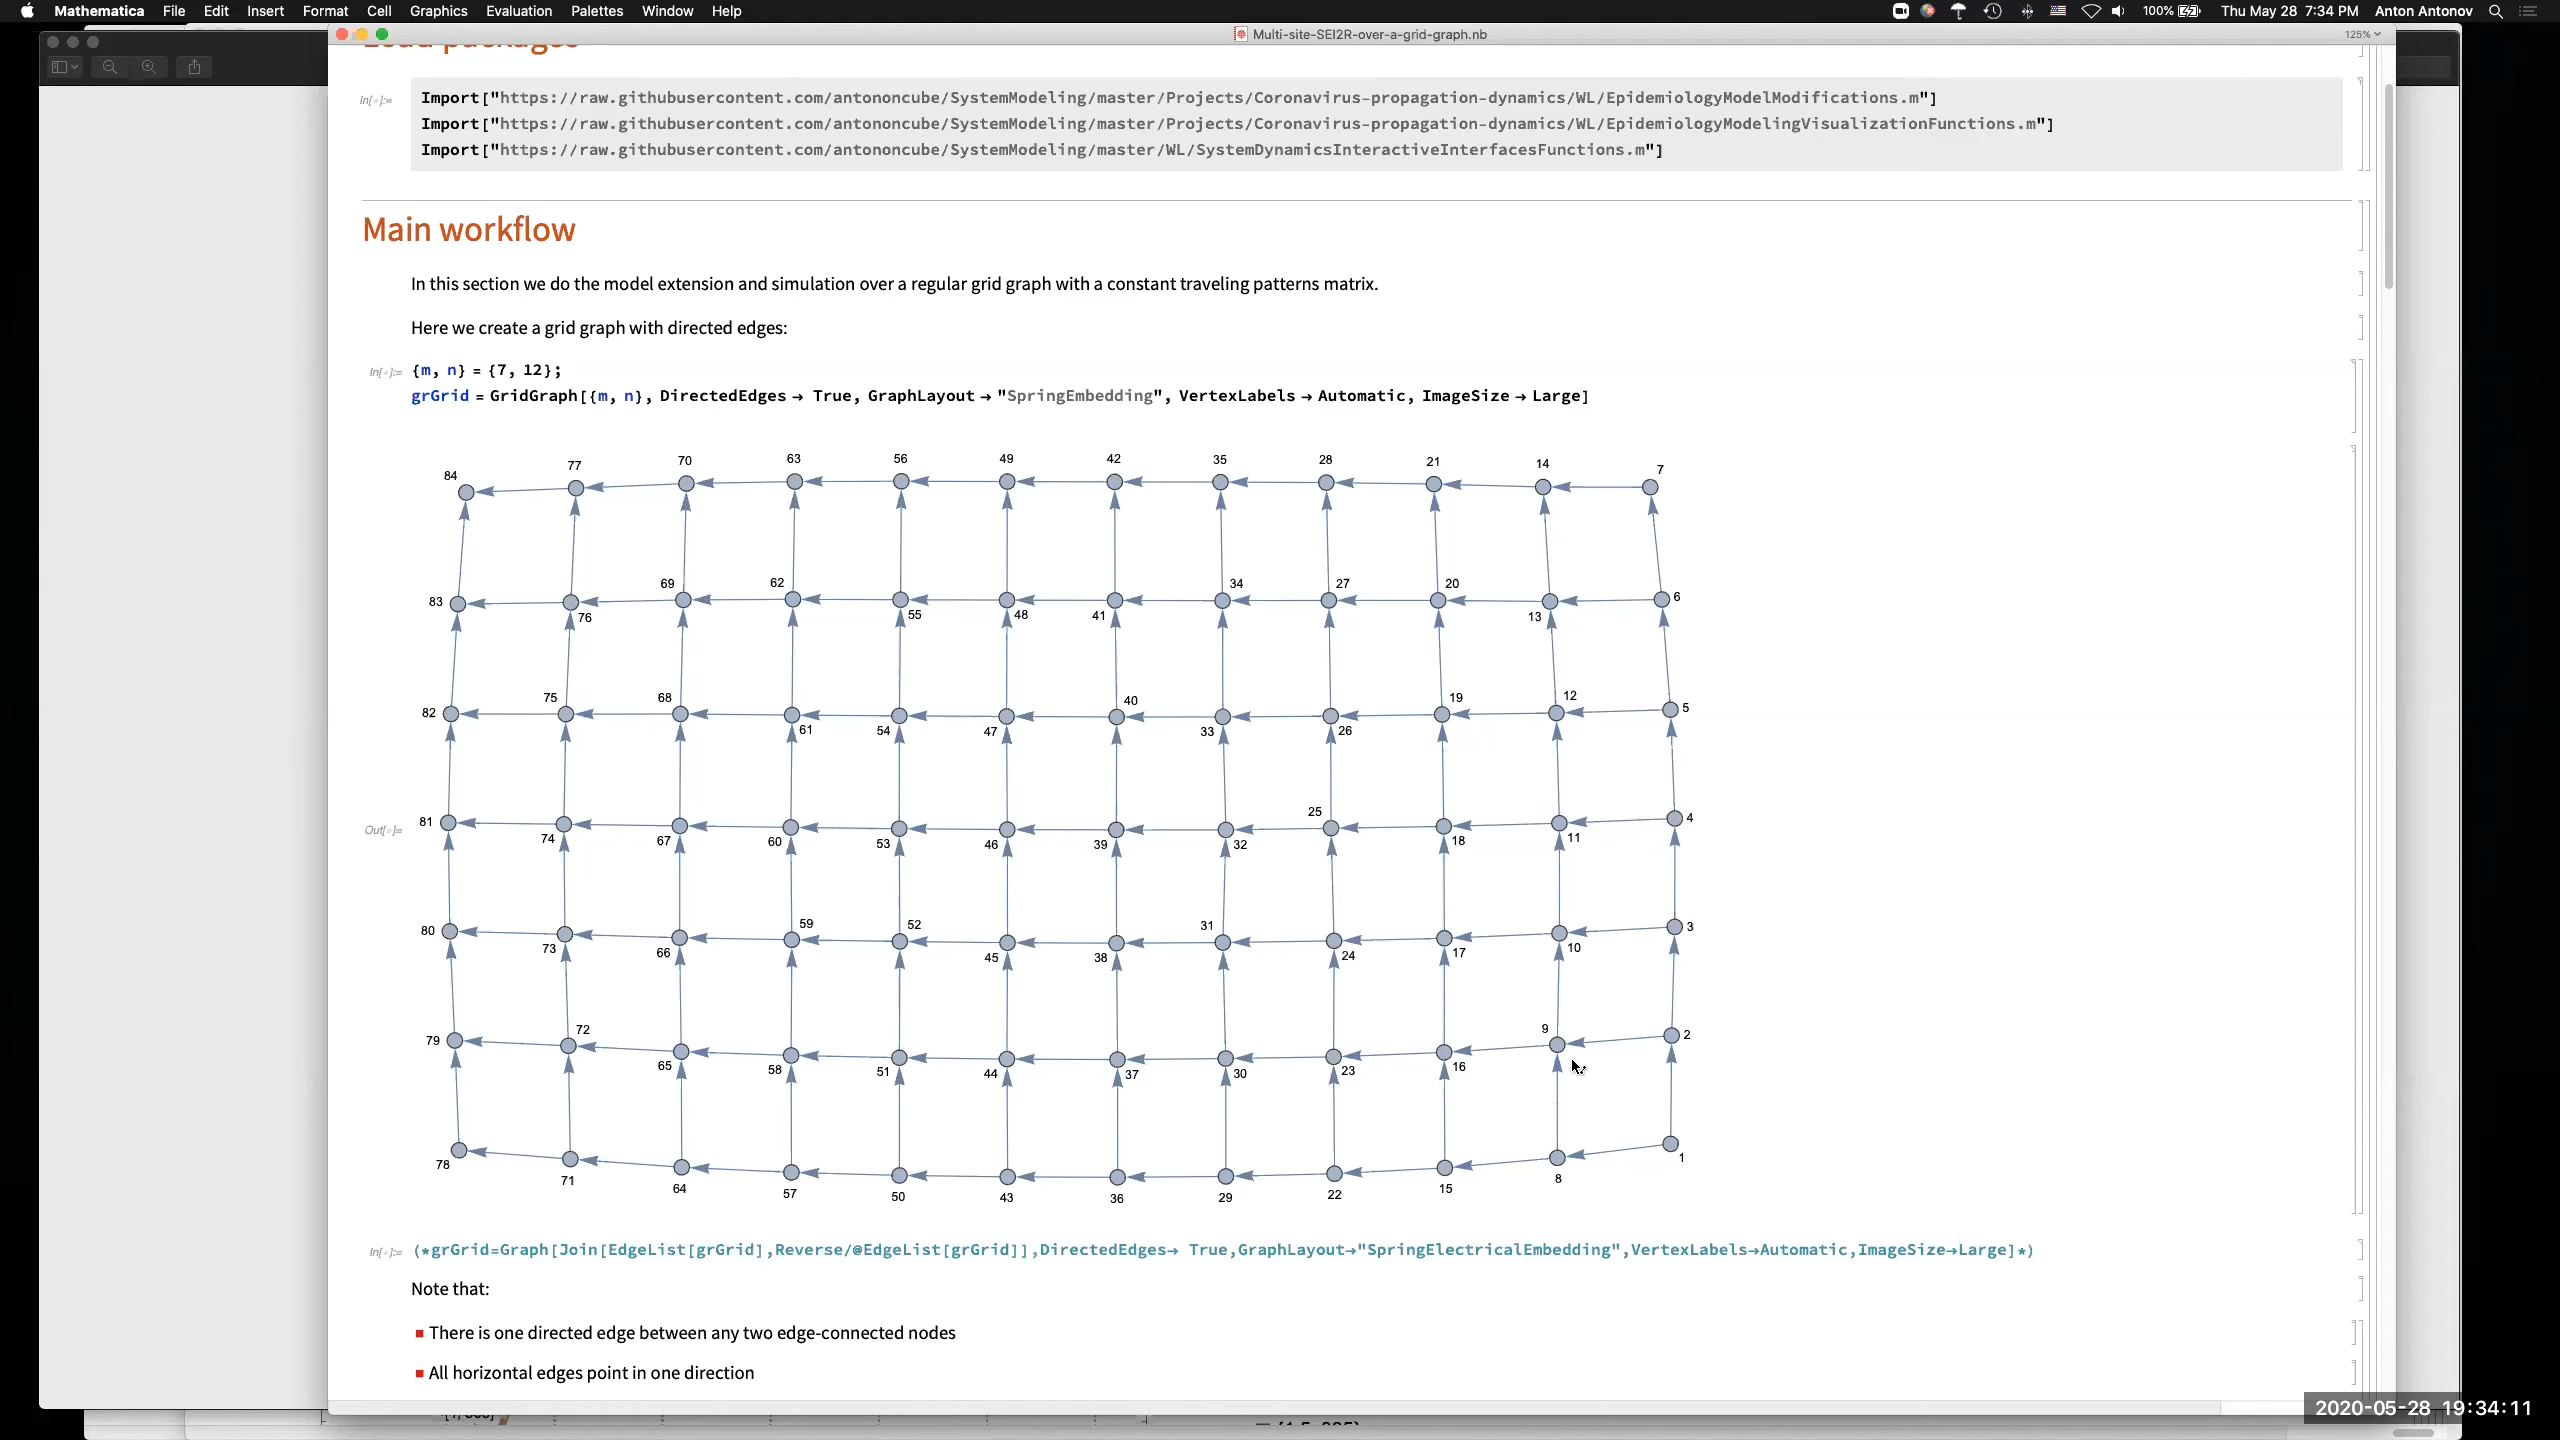 Mathematica File Edit Insert Format Cell Graphics Evaluation Palettes Window Help 100% Thu May 28 7:34 PM Anton Antonov
Multi-site-SEI2R-over-a-grid-graph.nb 125%
Load packages
In[ ]:= Import["https://raw.githubusercontent.com/antononcube/SystemModeling/master/Projects/Coronavirus-propagation-dynamics/WL/EpidemiologyModelModifications.m"]
Import["https://raw.githubusercontent.com/antononcube/SystemModeling/master/Projects/Coronavirus-propagation-dynamics/WL/EpidemiologyModelingVisualizationFunctions.m"]
Import["https://raw.githubusercontent.com/antononcube/SystemModeling/master/WL/SystemDynamicsInteractiveInterfacesFunctions.m"]
Main workflow
In this section we do the model extension and simulation over a regular grid graph with a constant traveling patterns matrix.
Here we create a grid graph with directed edges:
In[ ]:= {m, n} = {7, 12};
grGrid = GridGraph[{m, n}, DirectedEdges → True, GraphLayout → "SpringEmbedding", VertexLabels → Automatic, ImageSize → Large]
84 77 70 63 56 49 42 35 28 21 14 7
83 76 69 62 55 48 41 34 27 20 13 6
82 75 68 61 54 47 40 33 26 19 12 5
Out[ ]= 81 74 67 60 53 46 39 32 25 18 11 4
80 73 66 59 52 45 38 31 24 17 10 3
79 72 65 58 51 44 37 30 23 16 9 2
78 71 64 57 50 43 36 29 22 15 8 1
In[ ]:= (*grGrid=Graph[Join[EdgeList[grGrid],Reverse/@EdgeList[grGrid]],DirectedEdges→ True,GraphLayout→"SpringElectricalEmbedding",VertexLabels→Automatic,ImageSize→Large]*)
Note that:
There is one directed edge between any two edge-connected nodes
All horizontal edges point in one direction
2020-05-28 19:34:11